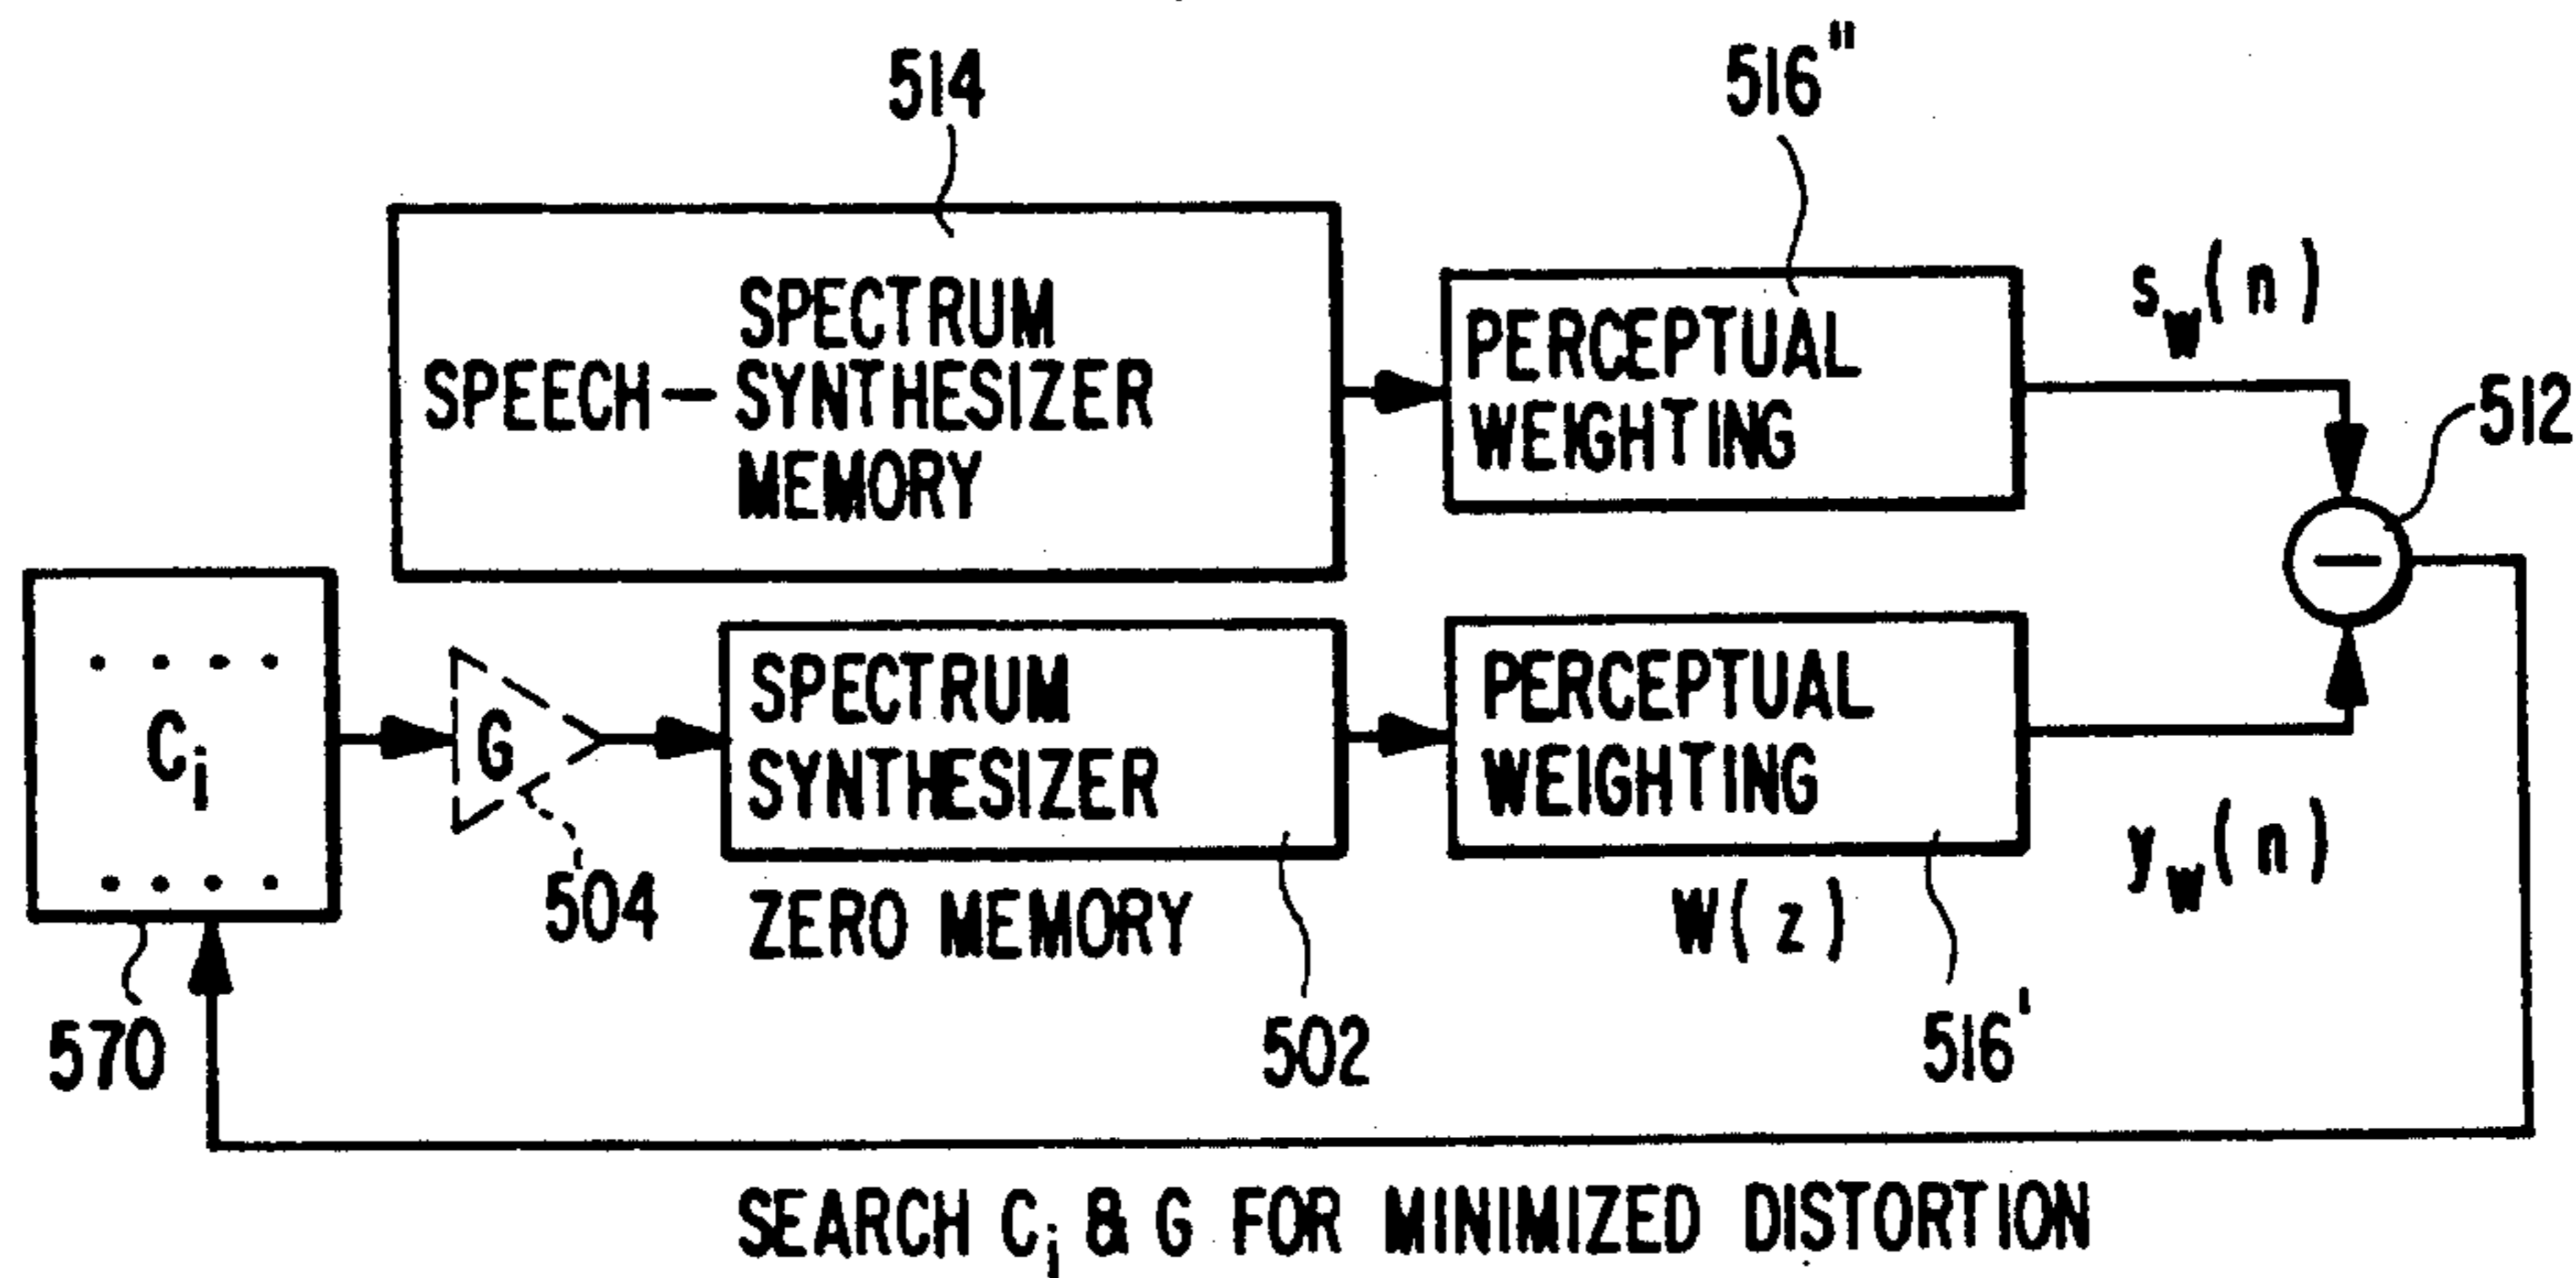 514
516"
SPECTRUM
SPEECH — SYNTHESIZER
MEMORY
PERCEPTUAL
WEIGHTING
s_w(n)
512
C_i
G
504
SPECTRUM
SYNTHESIZER
ZERO MEMORY
PERCEPTUAL
WEIGHTING
W(z)
y_w(n)
570
502
516'
SEARCH C_i & G FOR MINIMIZED DISTORTION